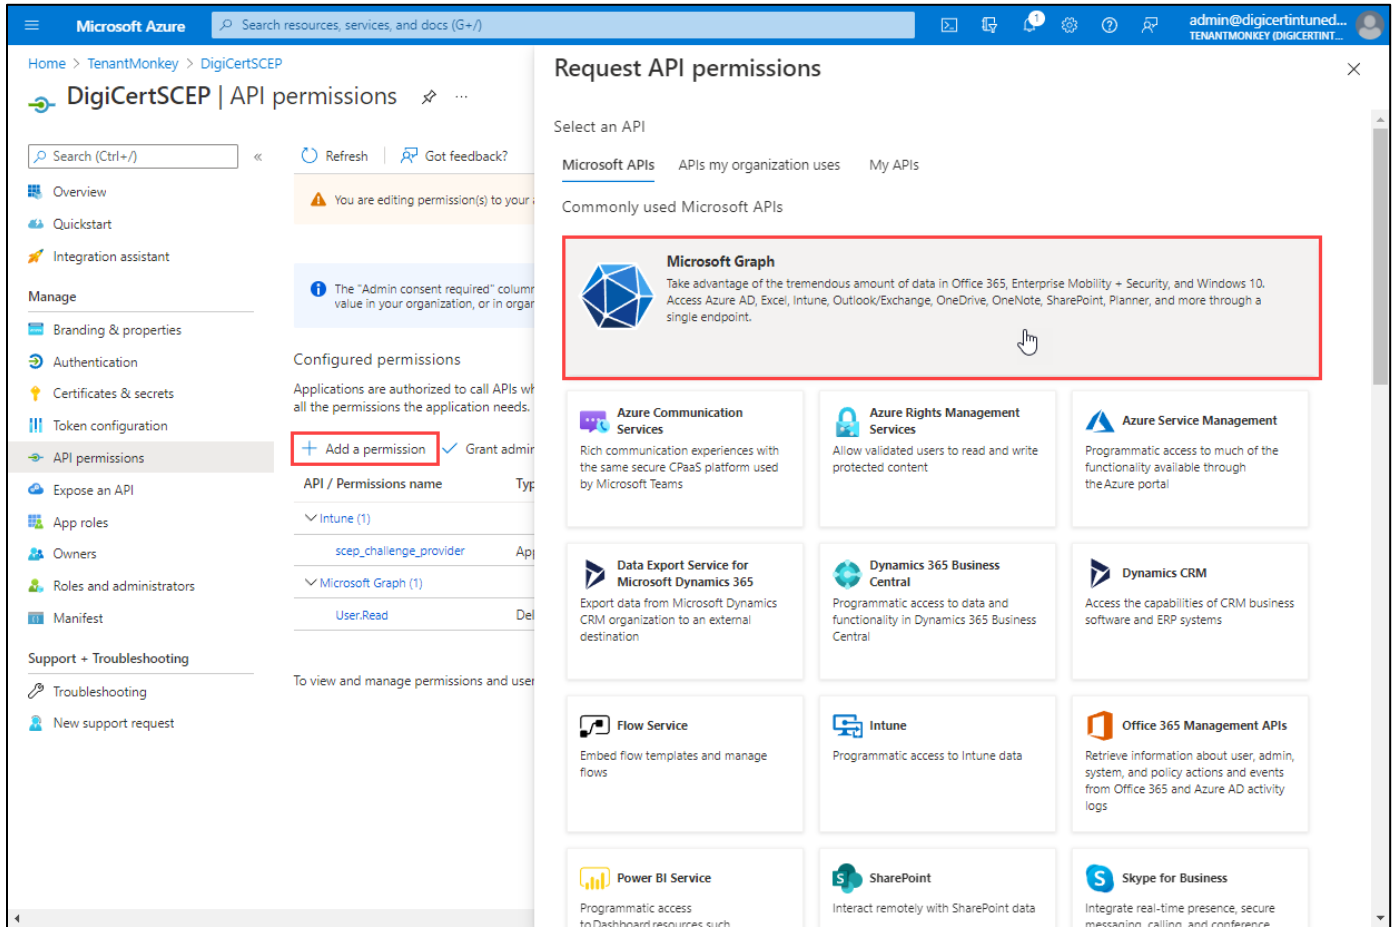 Microsoft Azure
Search resources, services, and docs (G+/)
1
admin@digicertintuned...
TENANTMONKEY (DIGICERTINT...
Home > TenantMonkey > DigiCertSCEP
DigiCertSCEP | API permissions
Search (Ctrl+/)
Overview
Quickstart
Integration assistant
Manage
Branding & properties
Authentication
Certificates & secrets
Token configuration
API permissions
Expose an API
App roles
Owners
Roles and administrators
Manifest
Support + Troubleshooting
Troubleshooting
New support request
Refresh
Got feedback?
You are editing permission(s) to your
The "Admin consent required" colum
value in your organization, or in organ
Configured permissions
Applications are authorized to call APIs wh
all the permissions the application needs.
Add a permission
Grant admin
API / Permissions name
Typ
Intune (1)
scep_challenge_provider
App
Microsoft Graph (1)
User.Read
Del
To view and manage permissions and user
Request API permissions
Select an API
Microsoft APIs
APIs my organization uses
My APIs
Commonly used Microsoft APIs
Microsoft Graph
Take advantage of the tremendous amount of data in Office 365, Enterprise Mobility + Security, and Windows 10.
Access Azure AD, Excel, Intune, Outlook/Exchange, OneDrive, OneNote, SharePoint, Planner, and more through a
single endpoint.
Azure Communication
Services
Rich communication experiences with
the same secure CPaaS platform used
by Microsoft Teams
Azure Rights Management
Services
Allow validated users to read and write
protected content
Azure Service Management
Programmatic access to much of the
functionality available through
the Azure portal
Data Export Service for
Microsoft Dynamics 365
Export data from Microsoft Dynamics
CRM organization to an external
destination
Dynamics 365 Business
Central
Programmatic access to data and
functionality in Dynamics 365 Business
Central
Dynamics CRM
Access the capabilities of CRM business
software and ERP systems
Flow Service
Embed flow templates and manage
flows
Intune
Programmatic access to Intune data
Office 365 Management APIs
Retrieve information about user, admin,
system, and policy actions and events
from Office 365 and Azure AD activity
logs
Power BI Service
Programmatic access
to Dashboard resources such
SharePoint
Interact remotely with SharePoint data
Skype for Business
Integrate real-time presence, secure
messaging, calling, and conference